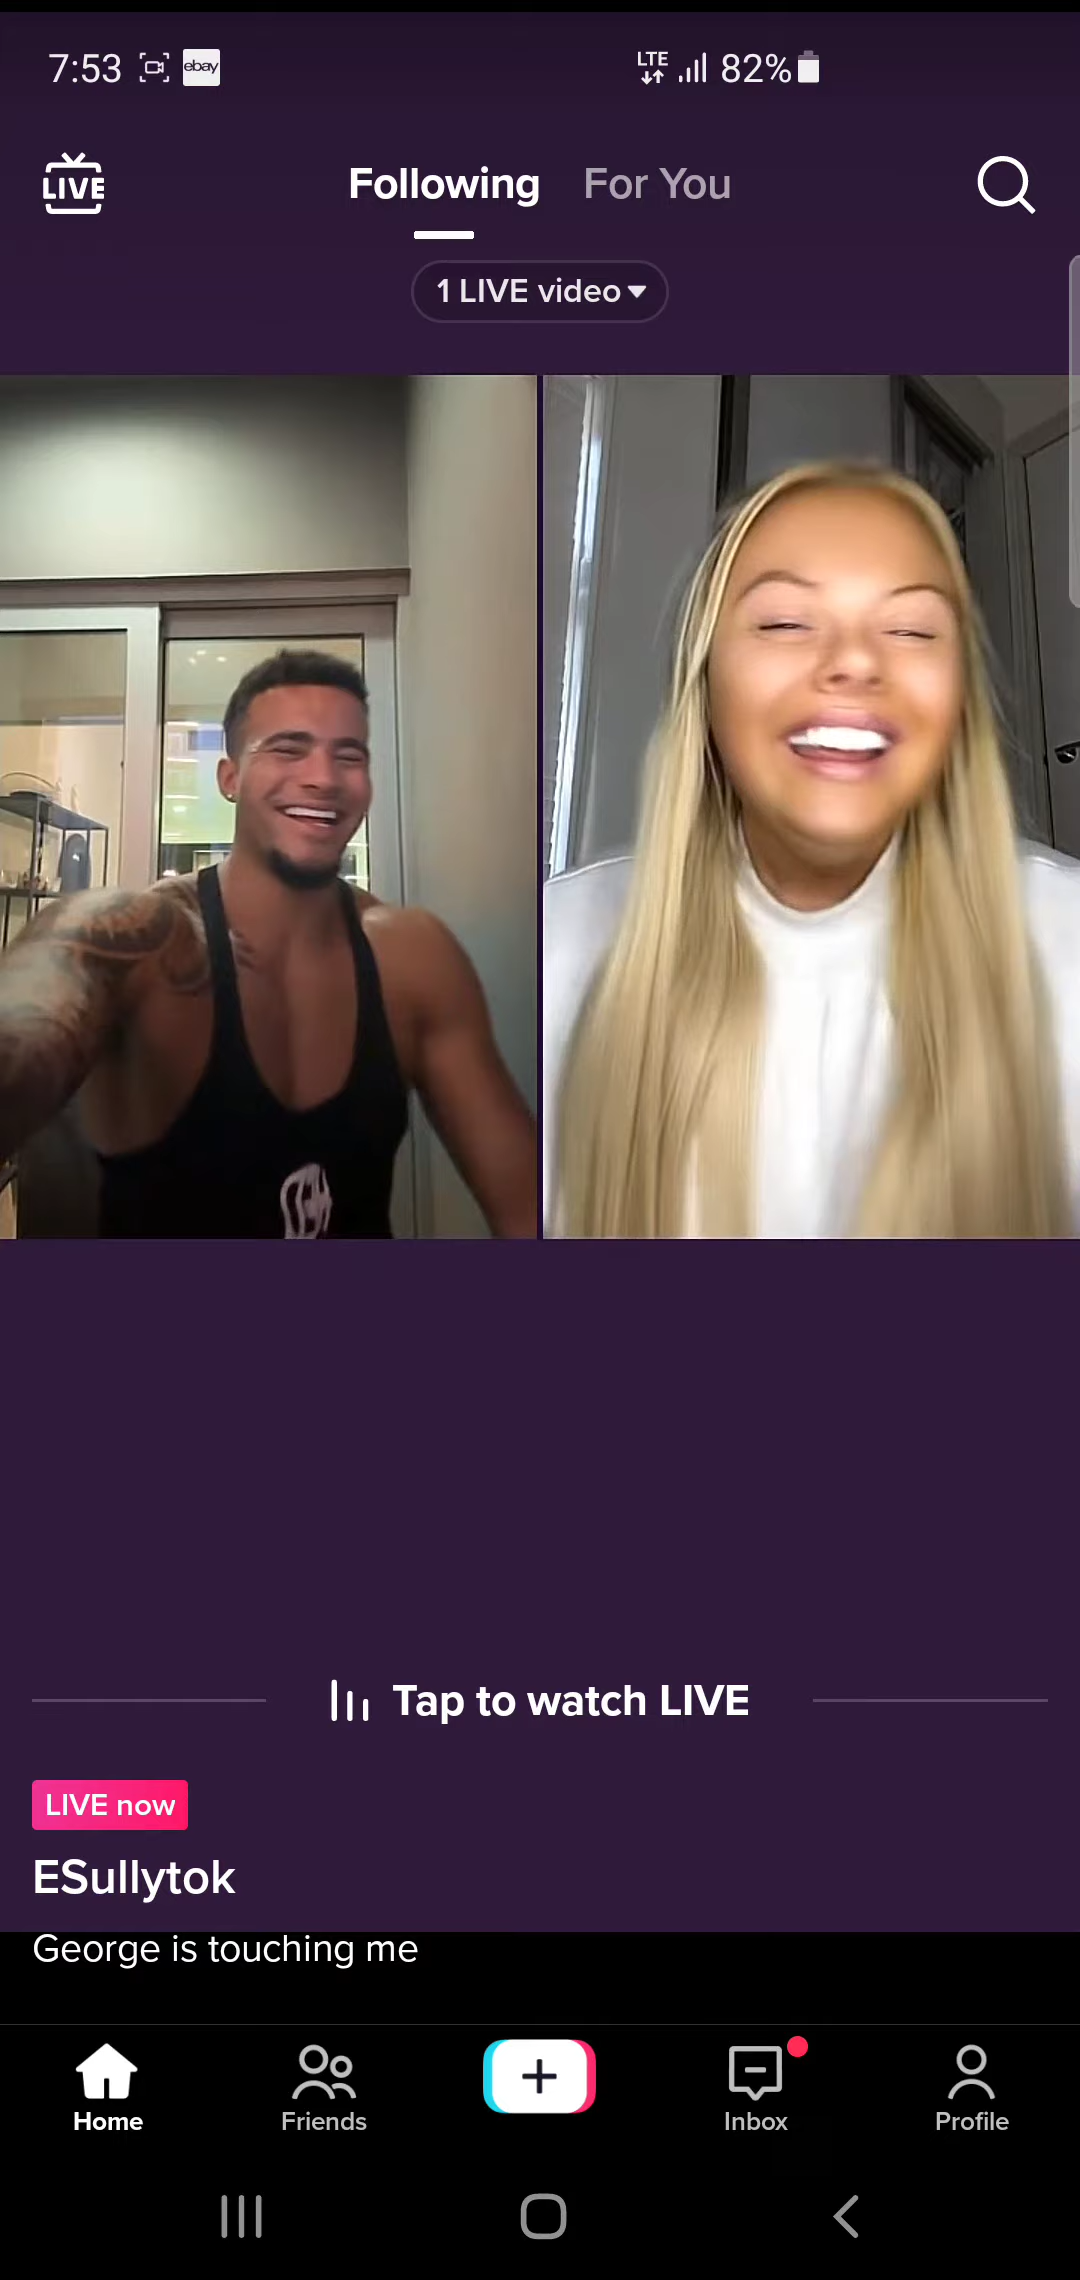 7:53 ebay LTE 82%
LIVE Following For You
1 LIVE video
Tap to watch LIVE
LIVE now
ESullytok
George is touching me
Home Friends Inbox Profile